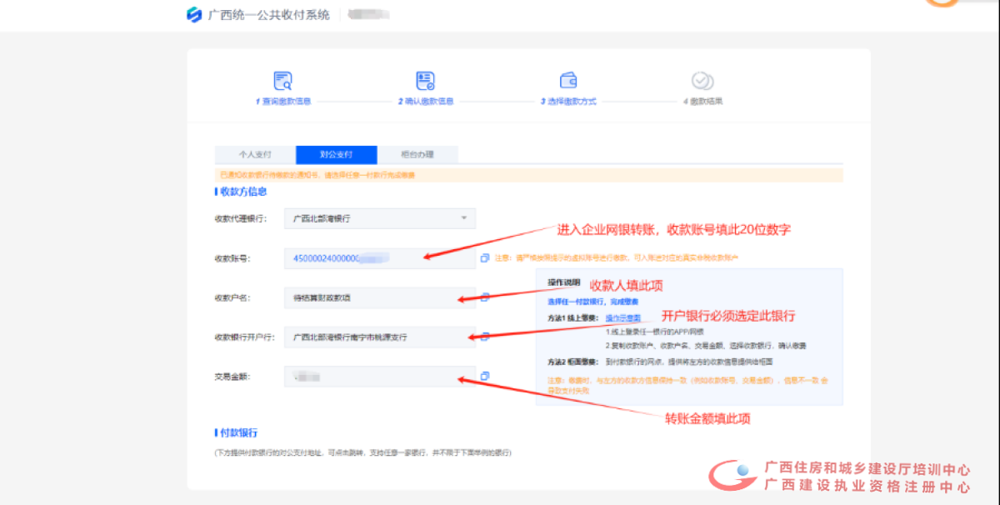 广西统一公共收付系统
1 查询缴款信息
2 确认缴款信息
3 选择缴款方式
4 缴款结果
个人支付 对公支付 柜台办理
已通知收款银行待缴款的通知书，请选择任意一付款行完成缴费
收款方信息
收款代理银行： 广西北部湾银行
进入企业网银转账，收款账号填此20位数字
收款账号： 45000024000000
注意：请严格按照提示的虚拟账号进行缴款，可入账进对应的真实非税收款账户
操作说明
收款人填此项
收款户名： 待结算财政款项
选择任一付款银行，完成缴费
方法1 线上缴费： 操作示意图
开户银行必须选定此银行
1.线上登录任一银行的APP/网银
收款银行开户行： 广西北部湾银行南宁市桃源支行
2.复制收款账户、收款户名、交易金额、选择收款银行，确认缴费
方法2 柜面缴费： 到付款银行的网点，提供将左方的收款信息提供给柜面
交易金额：
注意：缴费时，与左方的收款方信息保持一致（例如收款账号、交易金额），信息不一致 会
导致支付失败
转账金额填此项
付款银行
(下方提供付款银行的对公支付地址，可点击跳转，支持任意一家银行，并不限于下面举例的银行)
广西住房和城乡建设厅培训中心
广西建设执业资格注册中心